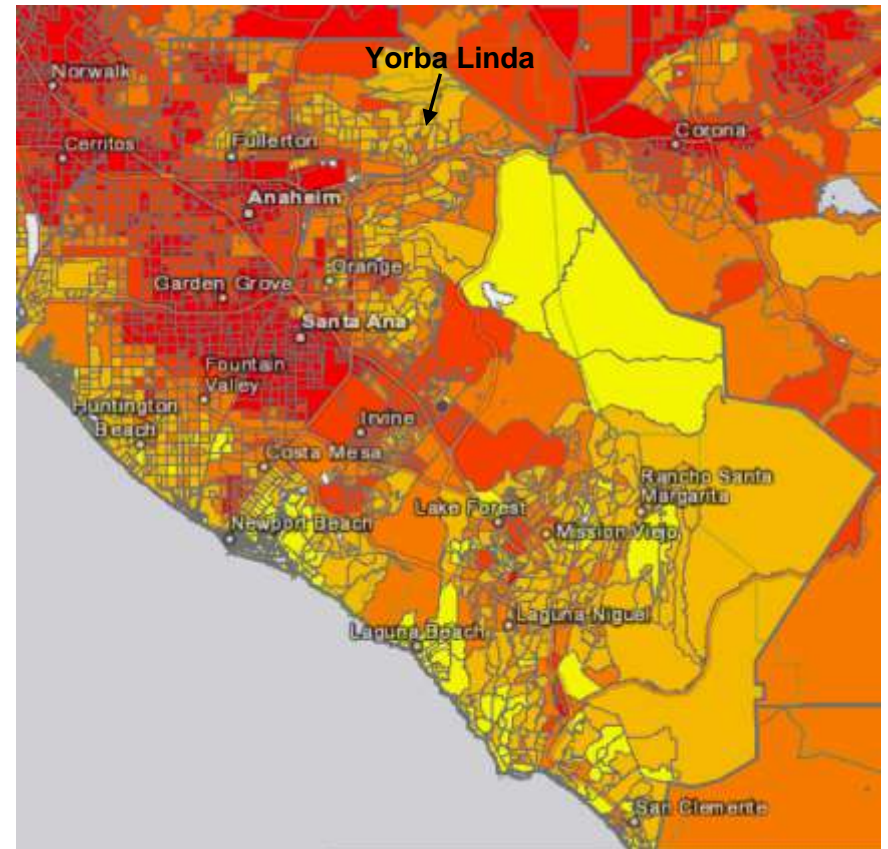 Yorba Linda
Norwalk
Corona
Cerritos
Fullerton
Anaheim
Orange
Garden Grove
Santa Ana
Fountain
Valley
Huntington
Beach
Irvine
Costa Mesa
Rancho Santa
Margarita
Lake Forest
Newport Beach
Mission Viejo
Laguna Niguel
Laguna Beach
San Clemente